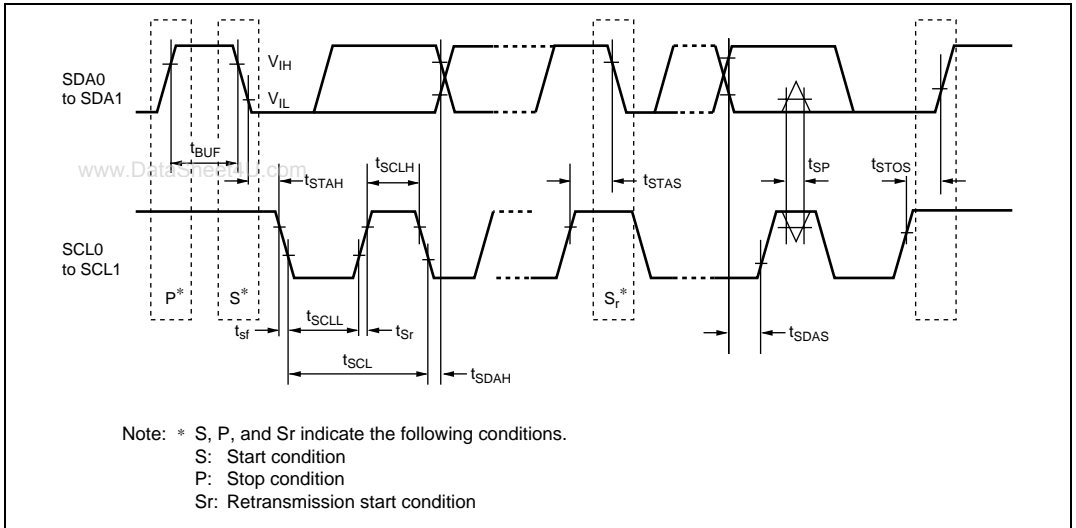 SDA0
to SDA1
VIH
VIL
tBUF
www.DataSheet4U.com
tSTAH
tSCLH
tSTAS
tSP
tSTOS
SCL0
to SCL1
P*
S*
Sr*
tsf
tSCLL
tSr
tSDAS
tSCL
tSDAH
Note: * S, P, and Sr indicate the following conditions.
S: Start condition
P: Stop condition
Sr: Retransmission start condition